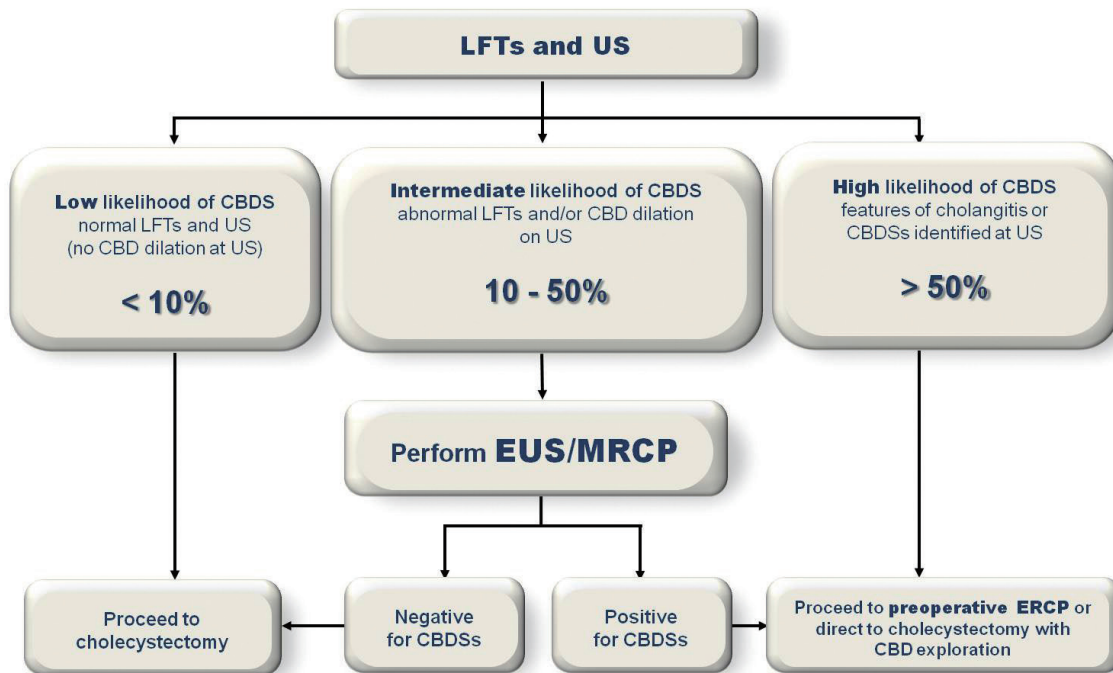 LFTs and US
Low likelihood of CBDS
normal LFTs and US
(no CBD dilation at US)
< 10%
Intermediate likelihood of CBDS
abnormal LFTs and/or CBD dilation
on US
10 - 50%
High likelihood of CBDS
features of cholangitis or
CBDSs identified at US
> 50%
Perform EUS/MRCP
Proceed to
cholecystectomy
Negative
for CBDSs
Positive
for CBDSs
Proceed to preoperative ERCP or
direct to cholecystectomy with
CBD exploration